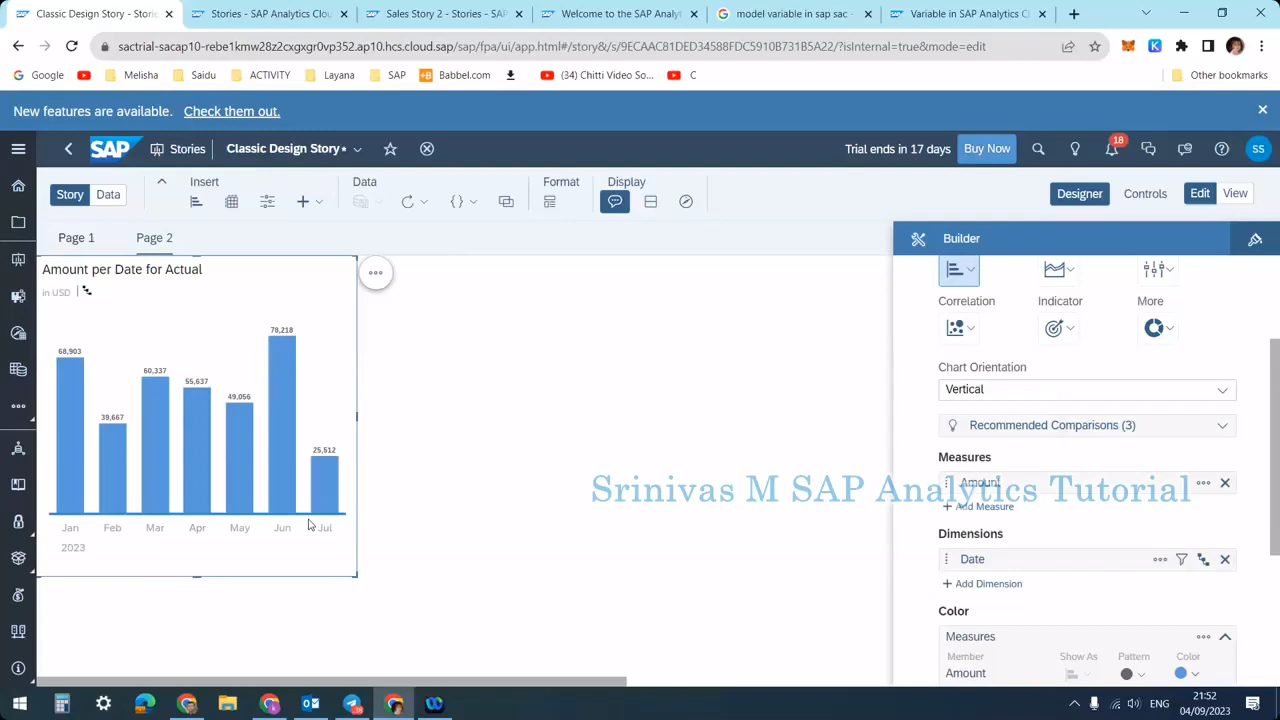 Classic Design Story - Stories - S
Stories - SAP Analytics Clou
Sales Story 2 - Stories - SAP
Welcome to the SAP Analyt
model variable in sap sac -
Variable in SAP Analytics C
sactrial-sacap10-rebe1kmw28z2cxgxgr0vp352.ap10.hcs.cloud.sap/sap/fpa/ui/app.html#/story&/s/9ECAAC81DED34588FDC5910B731B5A22/?isInternal=true&mode=edit
Google
Melisha
Saidu
ACTIVITY
Layana
SAP
Babbel.com
(34) Chitti Video So...
C
Other bookmarks
New features are available. Check them out.
SAP
Stories
Classic Design Story*
Trial ends in 17 days
Buy Now
18
SS
Story
Data
Insert
Data
Format
Display
Designer
Controls
Edit
View
Page 1
Page 2
Builder
Amount per Date for Actual
in USD
68,903
39,667
60,337
55,637
49,056
78,218
25,512
Jan
Feb
Mar
Apr
May
Jun
Jul
2023
Correlation
Indicator
More
Chart Orientation
Vertical
Recommended Comparisons (3)
Measures
Amount
Srinivas M SAP Analytics Tutorial
+ Add Measure
Dimensions
Date
+ Add Dimension
Color
Measures
Member
Show As
Pattern
Color
Amount
ENG
21:52
04/09/2023